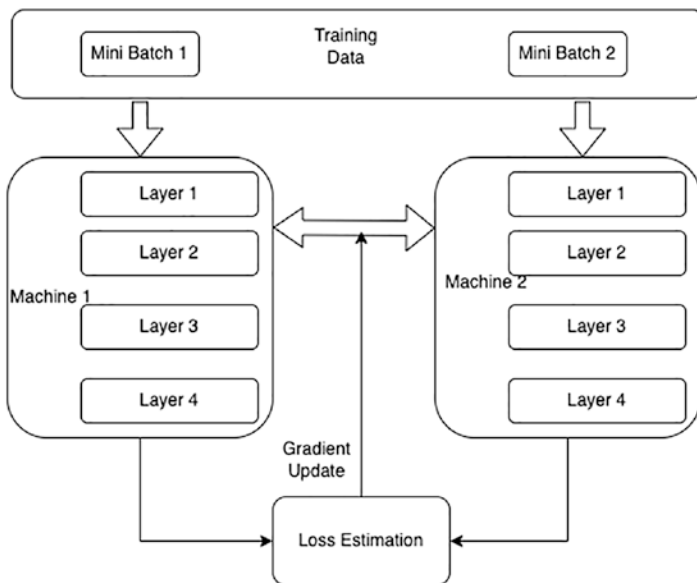 Mini Batch 1
Training
Data
Mini Batch 2
Machine 1
Layer 1
Layer 2
Layer 3
Layer 4
Machine 2
Layer 1
Layer 2
Layer 3
Layer 4
Gradient
Update
Loss Estimation